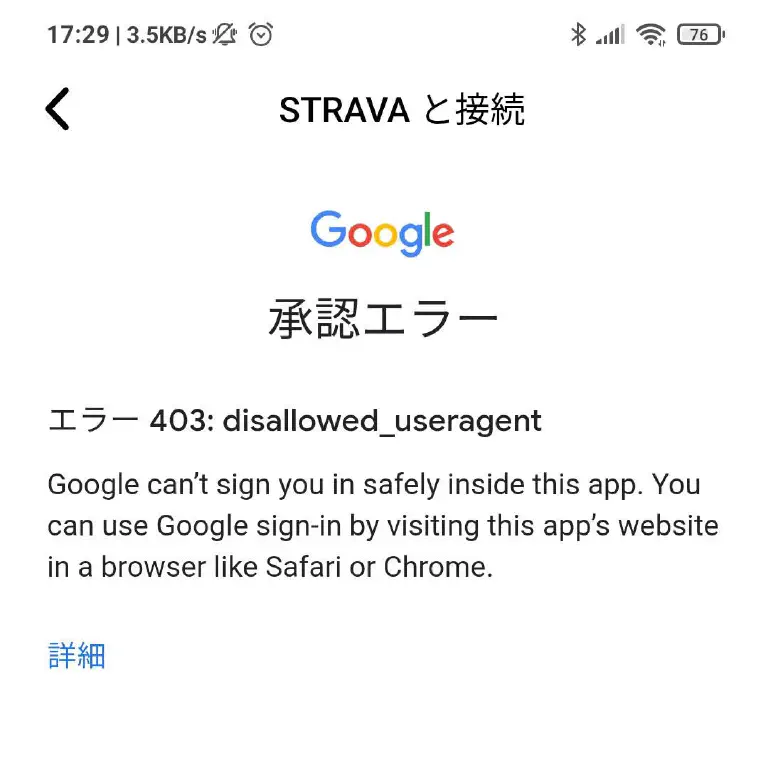 17:29 | 3.5KB/s
76
STRAVA と接続
Google
承認エラー
エラー 403: disallowed_useragent
Google can’t sign you in safely inside this app. You
can use Google sign-in by visiting this app’s website
in a browser like Safari or Chrome.
詳細